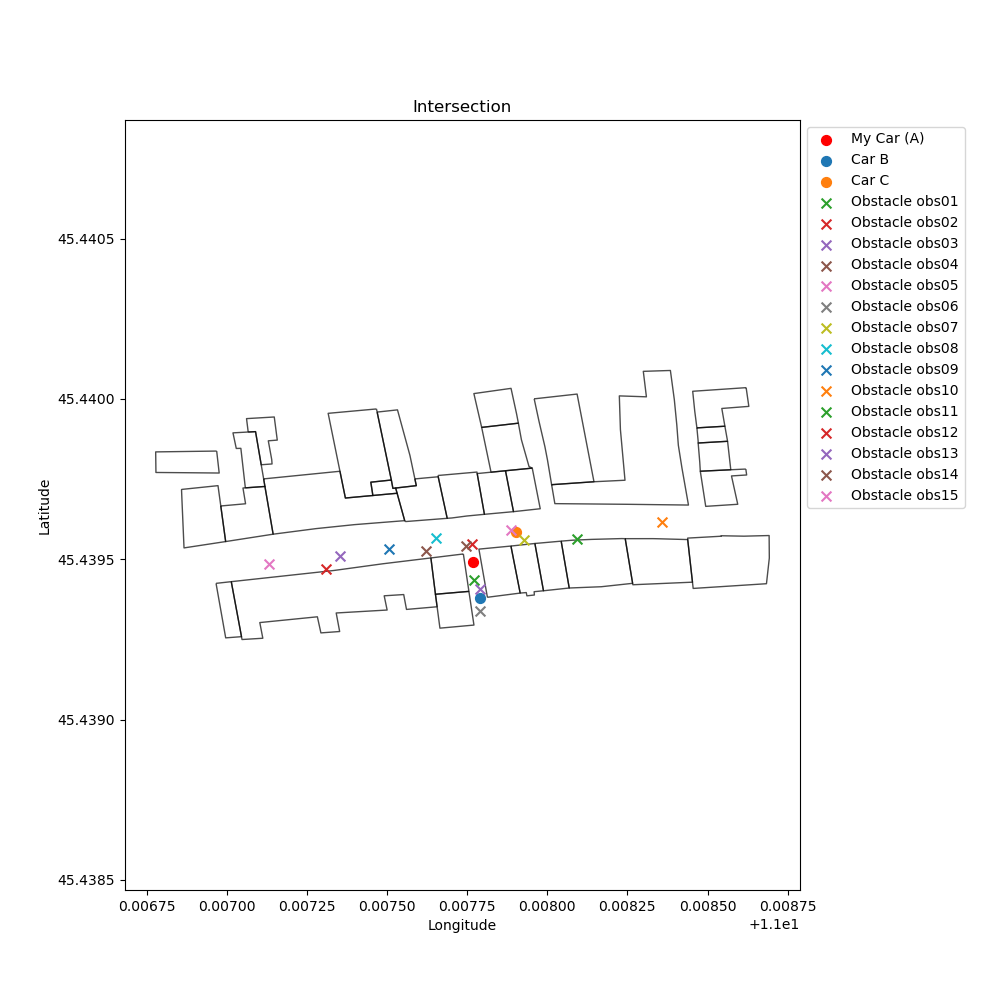 Intersection
My Car (A)
Car B
Car C
Obstacle obs01
Obstacle obs02
Obstacle obs03
Obstacle obs04
Obstacle obs05
Obstacle obs06
Obstacle obs07
Obstacle obs08
Obstacle obs09
Obstacle obs10
Obstacle obs11
Obstacle obs12
Obstacle obs13
Obstacle obs14
Obstacle obs15
45.4405
45.4400
45.4395
45.4390
45.4385
Latitude
0.00675 0.00700 0.00725 0.00750 0.00775 0.00800 0.00825 0.00850 0.00875
Longitude
+1.1e1